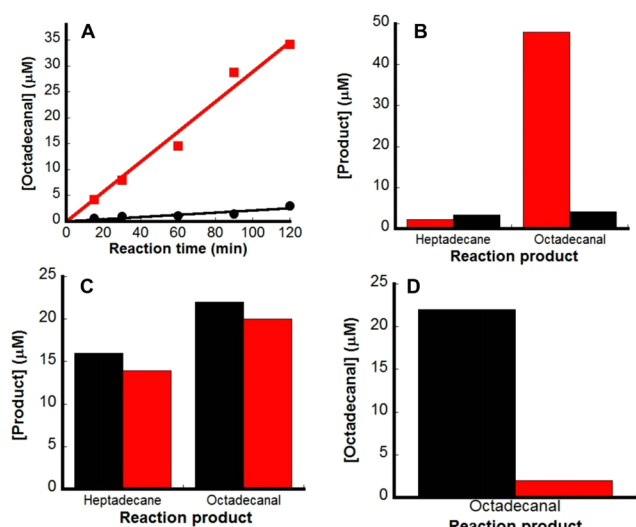 A
[Octadecanal] (µM)
35
30
25
20
15
10
5
0
0 20 40 60 80 100 120
Reaction time (min)
B
[Product] (µM)
50
40
30
20
10
0
Heptadecane Octadecanal
Reaction product
C
[Product] (µM)
25
20
15
10
5
0
Heptadecane Octadecanal
Reaction product
D
[Octadecanal] (µM)
25
20
15
10
5
0
Octadecanal
Reaction product